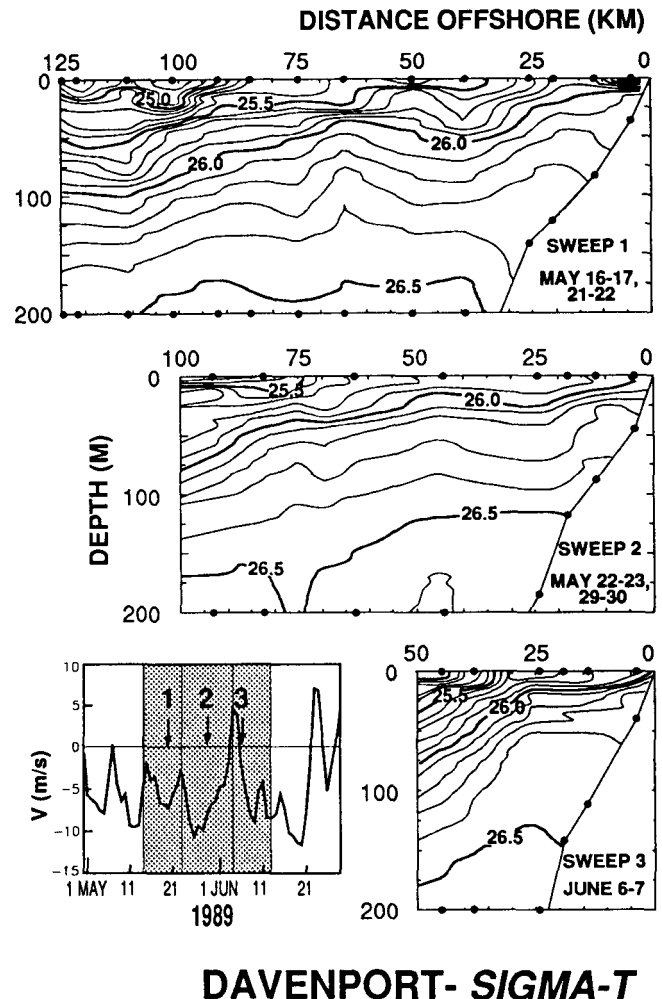 DISTANCE OFFSHORE (KM)
125 100 75 50 25 0
0
25.0
25.5
26.0
26.0
100
SWEEP 1
MAY 16-17,
21-22
26.5
200
100 75 50 25 0
0
25.5
26.0
DEPTH (M)
100
26.5
SWEEP 2
26.5
MAY 22-23,
29-30
200
50 25 0
10
0
1 2 3
25.5
26.0
5
0
V (m/s)
-5
100
-10
26.5
SWEEP 3
-15
1 MAY 11 21 1 JUN 11 21
JUNE 6-7
1989
200
DAVENPORT- SIGMA-T